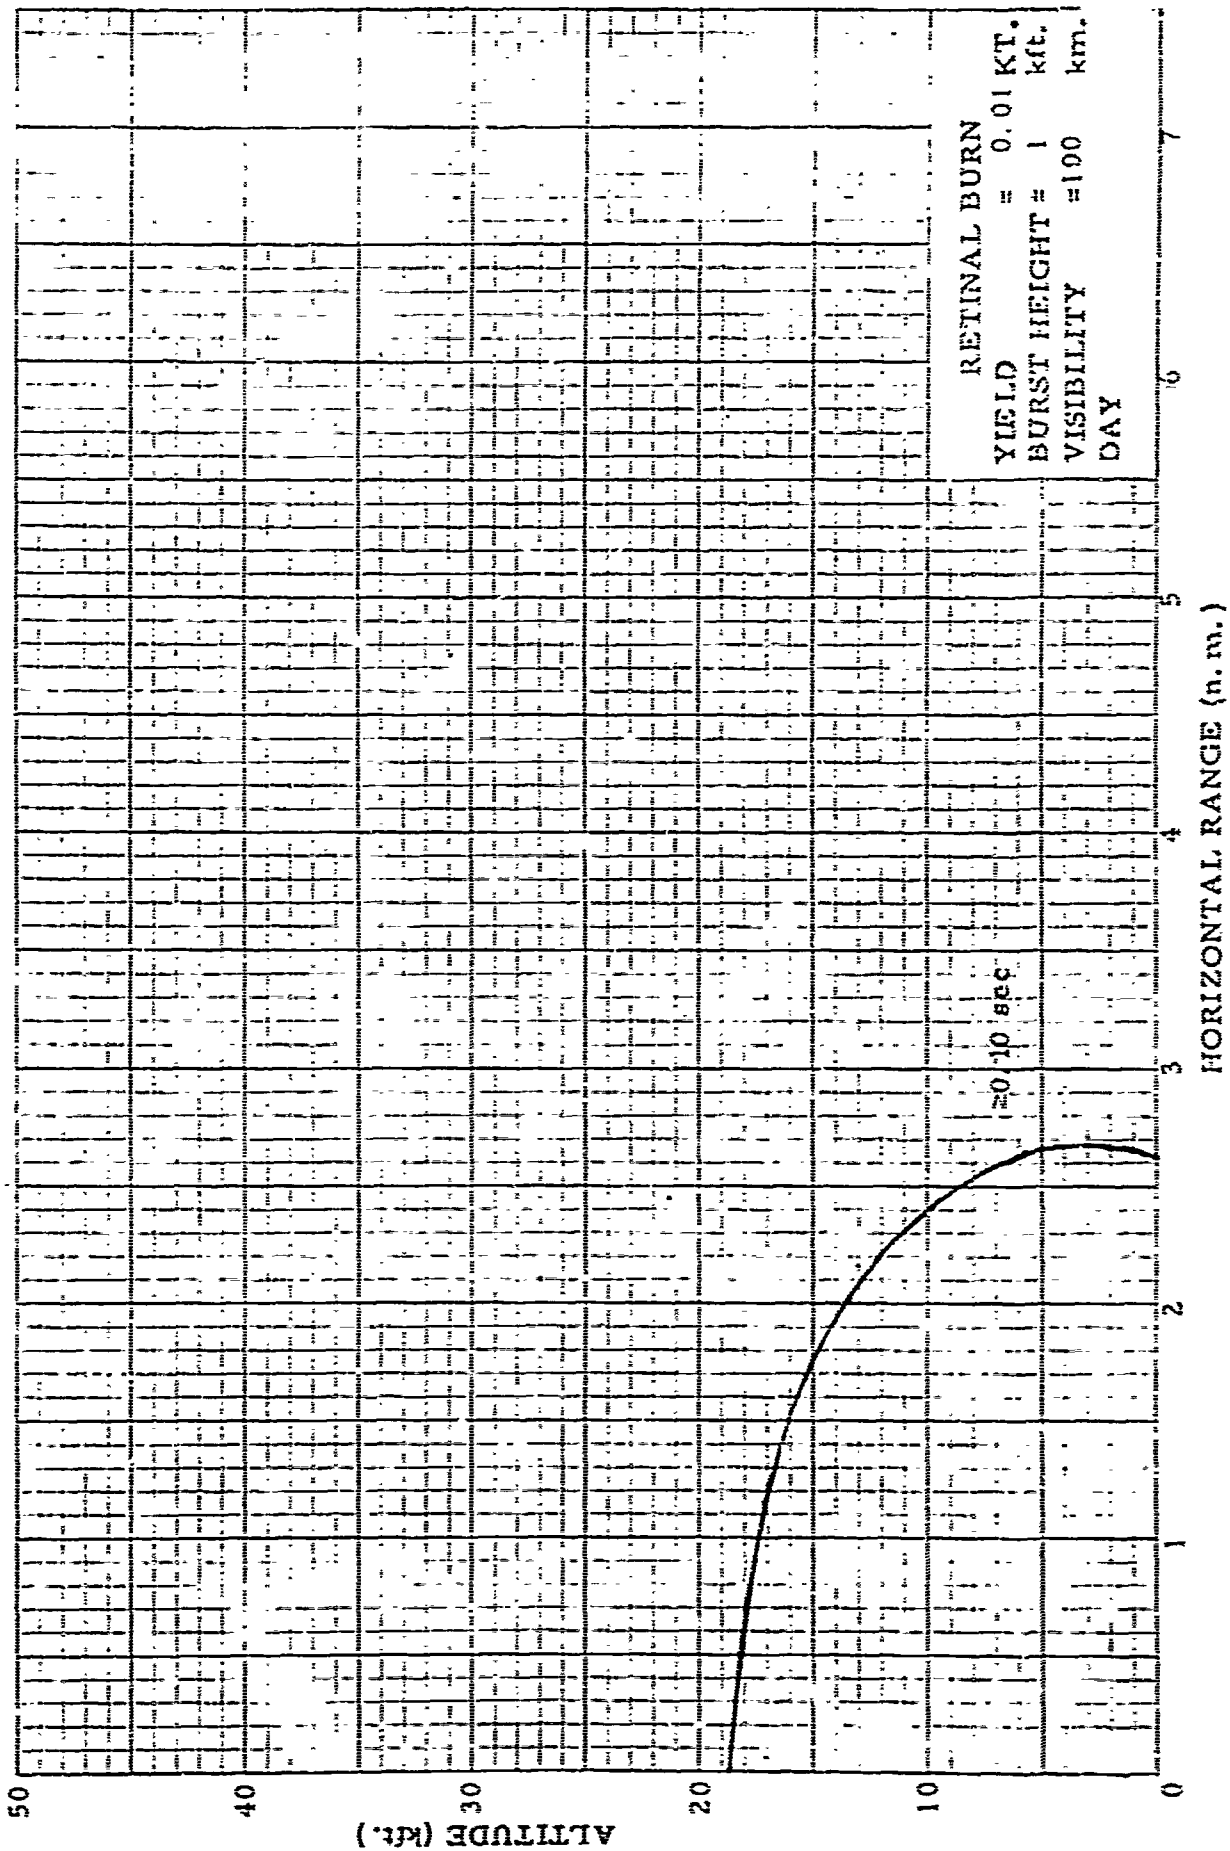 RETINAL BURN
YIELD = 0.01 KT.
BURST HEIGHT = 1 kft.
VISIBILITY =100 km.
DAY
50
40
30
20
10
0
ALTITUDE (kft.)
≥0.10 sec
1
2
3
4
5
6
7
HORIZONTAL RANGE (n.m.)